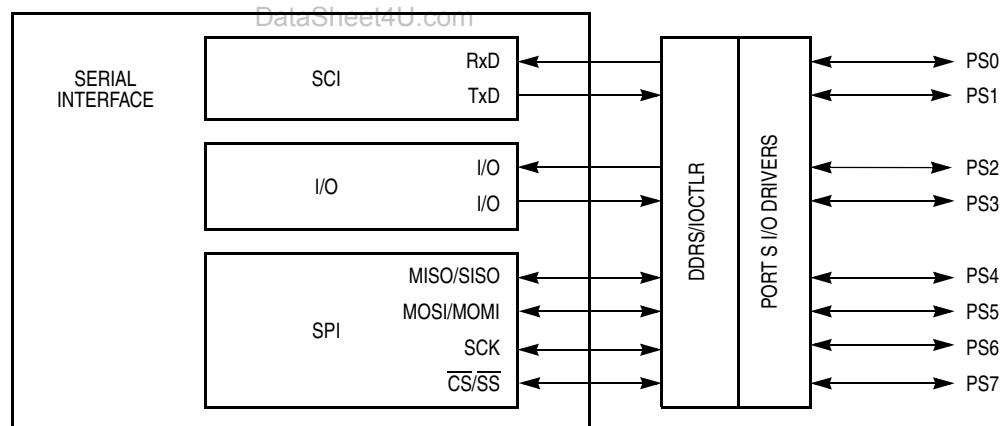 DataSheet4U.com
SERIAL
INTERFACE
SCI
RxD
TxD
I/O
I/O
I/O
SPI
MISO/SISO
MOSI/MOMI
SCK
CS/SS
DDRS/IOCTLR
PORT S I/O DRIVERS
PS0
PS1
PS2
PS3
PS4
PS5
PS6
PS7